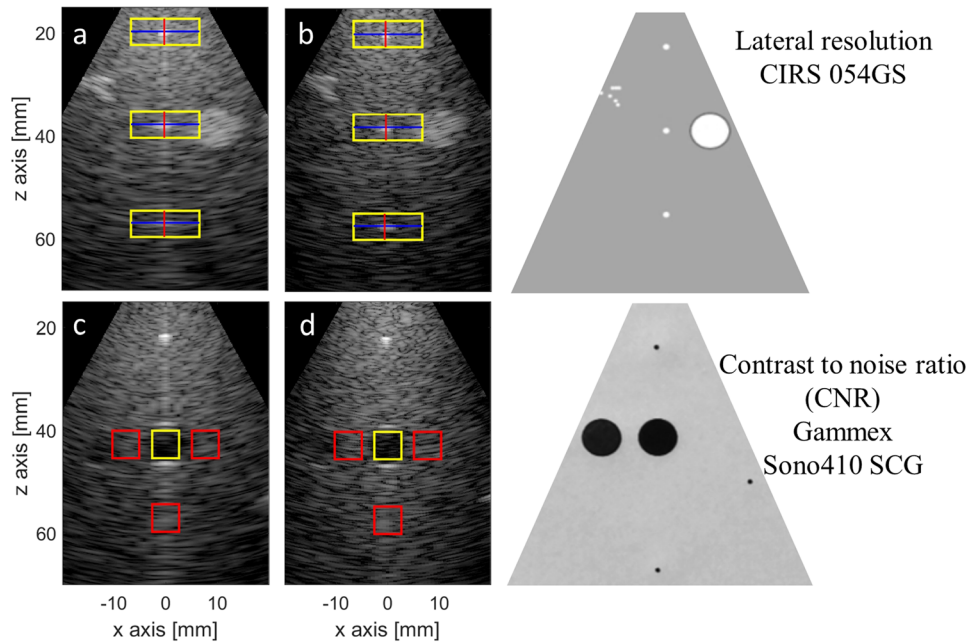 a
b
20
40
60
z axis [mm]
Lateral resolution
CIRS 054GS
c
d
20
40
60
z axis [mm]
-10
0
10
x axis [mm]
-10
0
10
x axis [mm]
Contrast to noise ratio
(CNR)
Gammex
Sono410 SCG